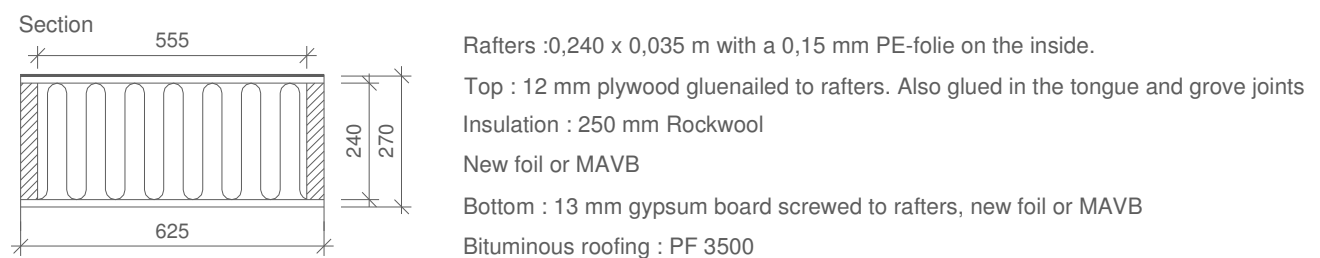 Section
555
240
270
625
Rafters :0,240 x 0,035 m with a 0,15 mm PE-folie on the inside.
Top : 12 mm plywood gluenailed to rafters. Also glued in the tongue and grove joints
Insulation : 250 mm Rockwool
New foil or MAVB
Bottom : 13 mm gypsum board screwed to rafters, new foil or MAVB
Bituminous roofing : PF 3500